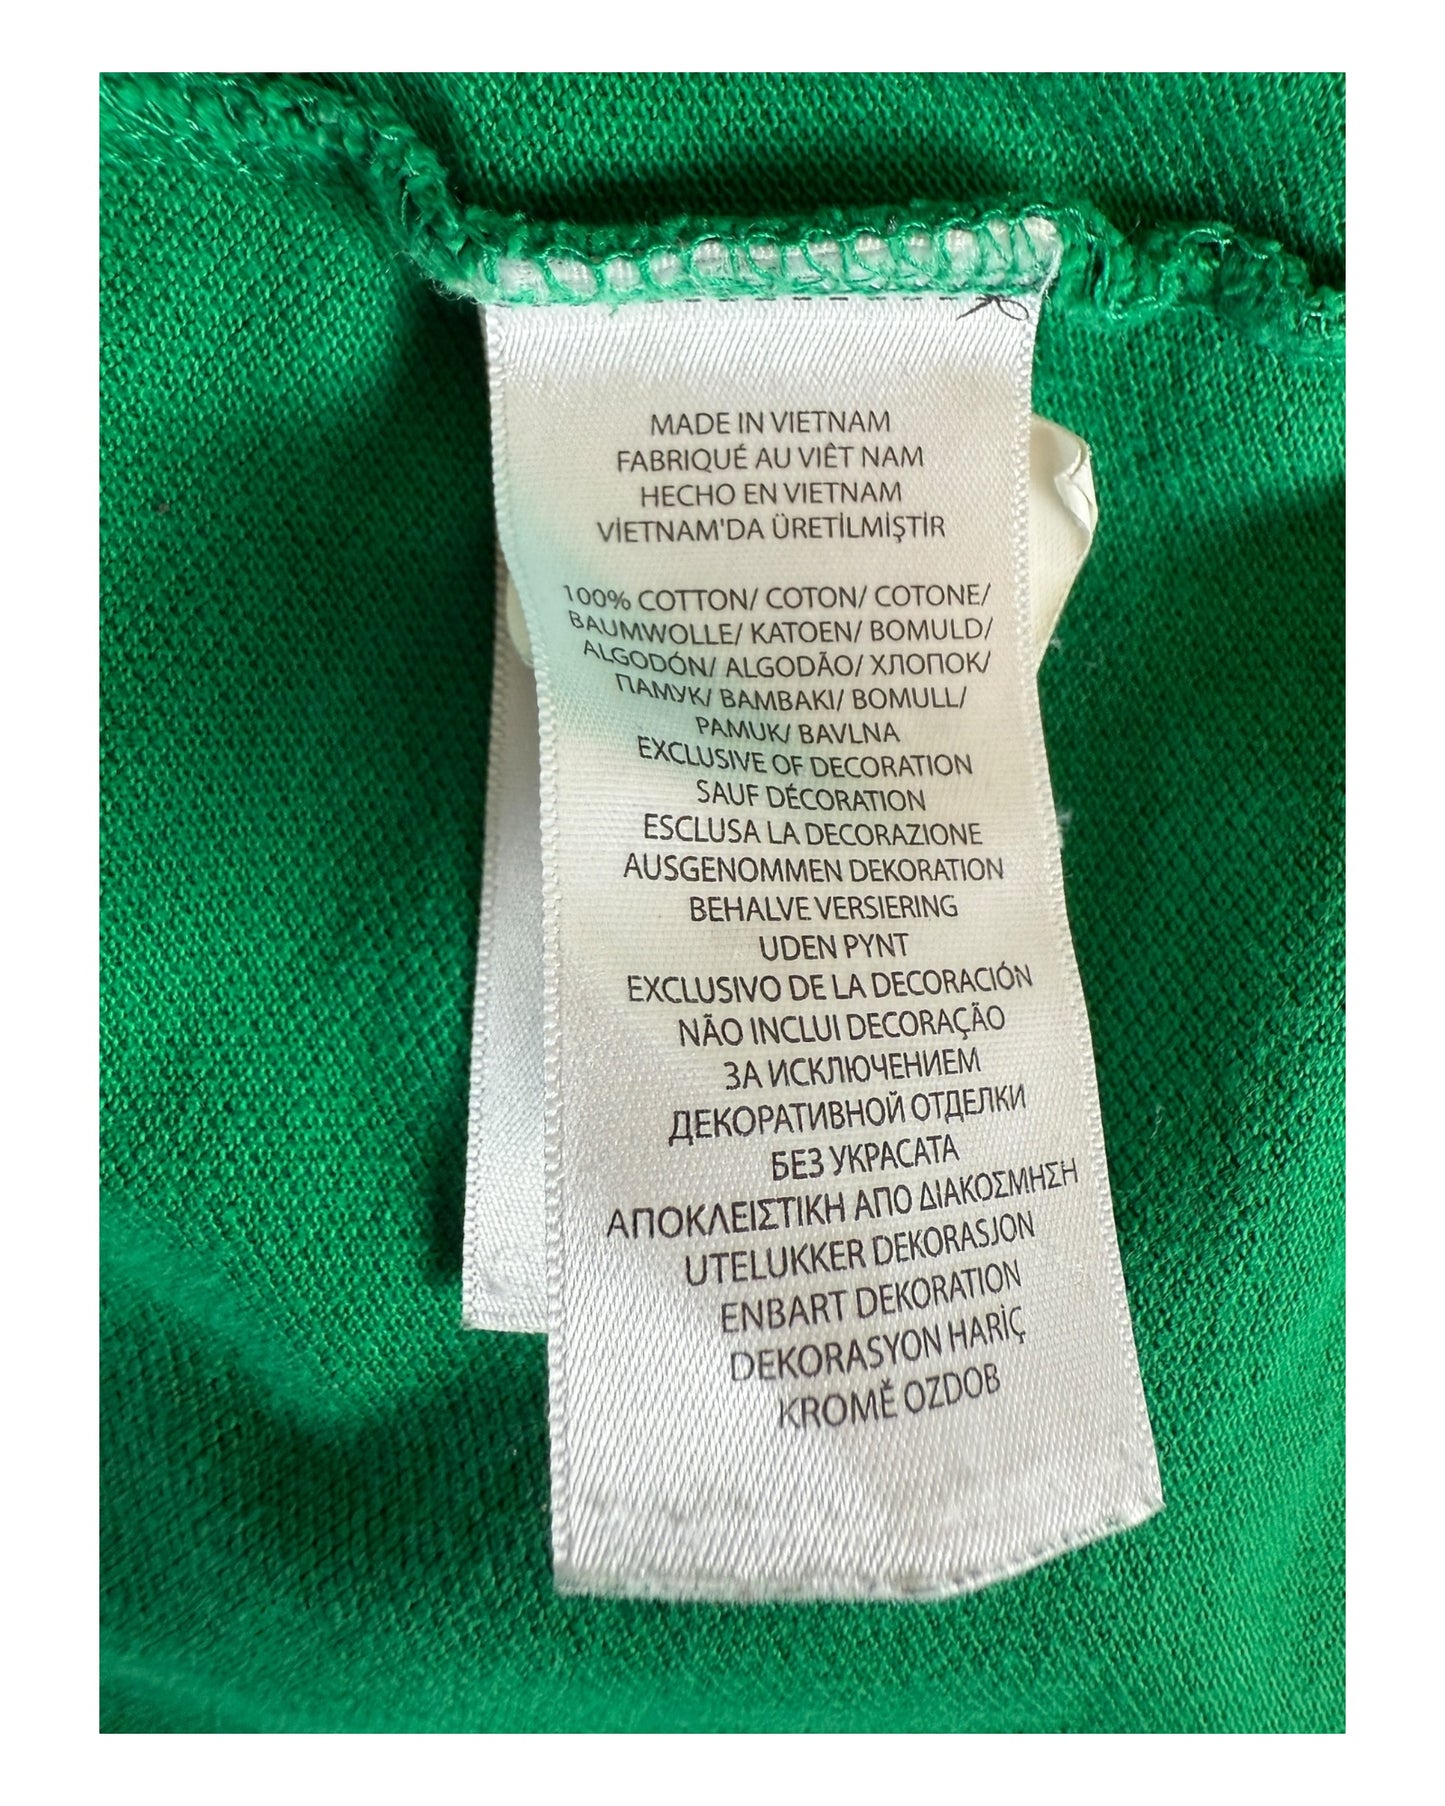 MADE IN VIETNAM
FABRIQUÉ AU VIÊT NAM
HECHO EN VIETNAM
VİETNAM'DA ÜRETİLMİŞTİR
100% COTTON/ COTON/ COTONE/
BAUMWOLLE/ KATOEN/ BOMULD/
ALGODÓN/ ALGODÃO/ ХЛОПОК/
ПАМУК/ ΒΑΜΒΑΚΙ/ BOMULL/
PAMUK/ BAVLNA
EXCLUSIVE OF DECORATION
SAUF DÉCORATION
ESCLUSA LA DECORAZIONE
AUSGENOMMEN DEKORATION
BEHALVE VERSIERING
UDEN PYNT
EXCLUSIVO DE LA DECORACIÓN
NÃO INCLUI DECORAÇÃO
ЗА ИСКЛЮЧЕНИЕМ
ДЕКОРАТИВНОЙ ОТДЕЛКИ
БЕЗ УКРАСАТА
ΑΠΟΚΛΕΙΣΤΙΚΗ ΑΠΟ ΔΙΑΚΟΣΜΗΣΗ
UTELUKKER DEKORASJON
ENBART DEKORATION
DEKORASYON HARİÇ
KROMĚ OZDOB